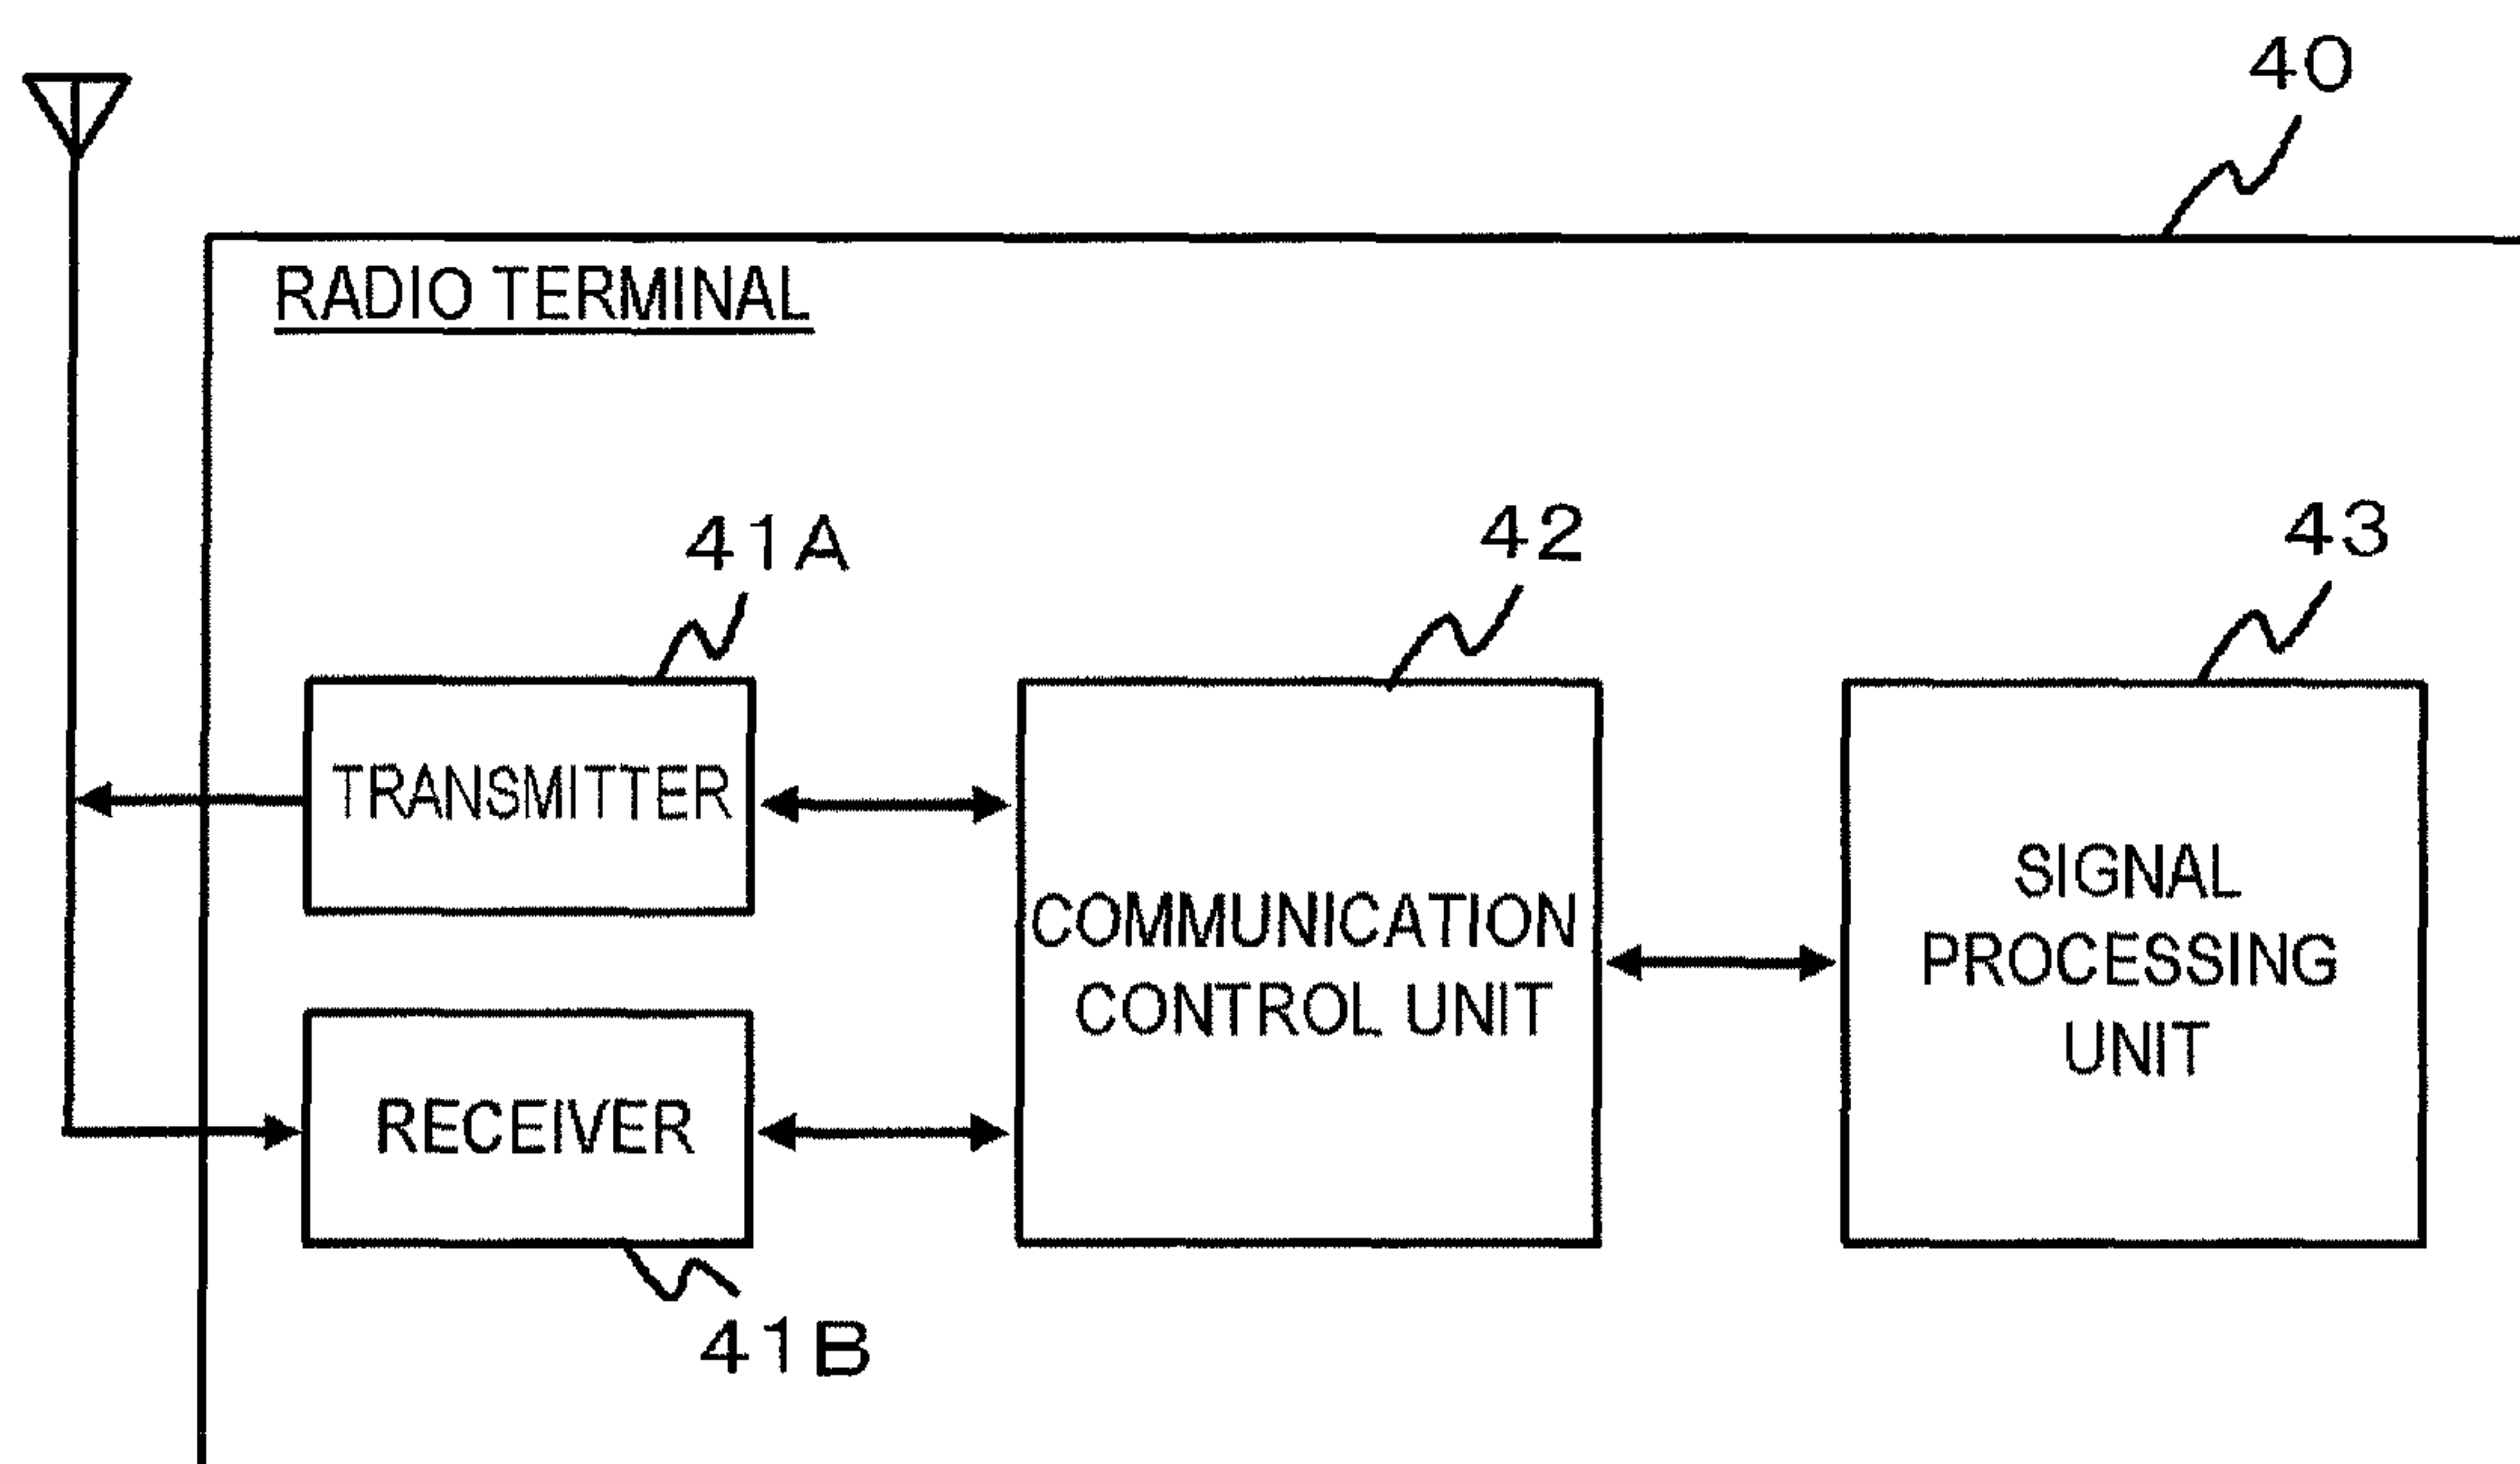 40
RADIO TERMINAL
41A
42
43
TRANSMITTER
COMMUNICATION
CONTROL UNIT
SIGNAL
PROCESSING
UNIT
RECEIVER
41B